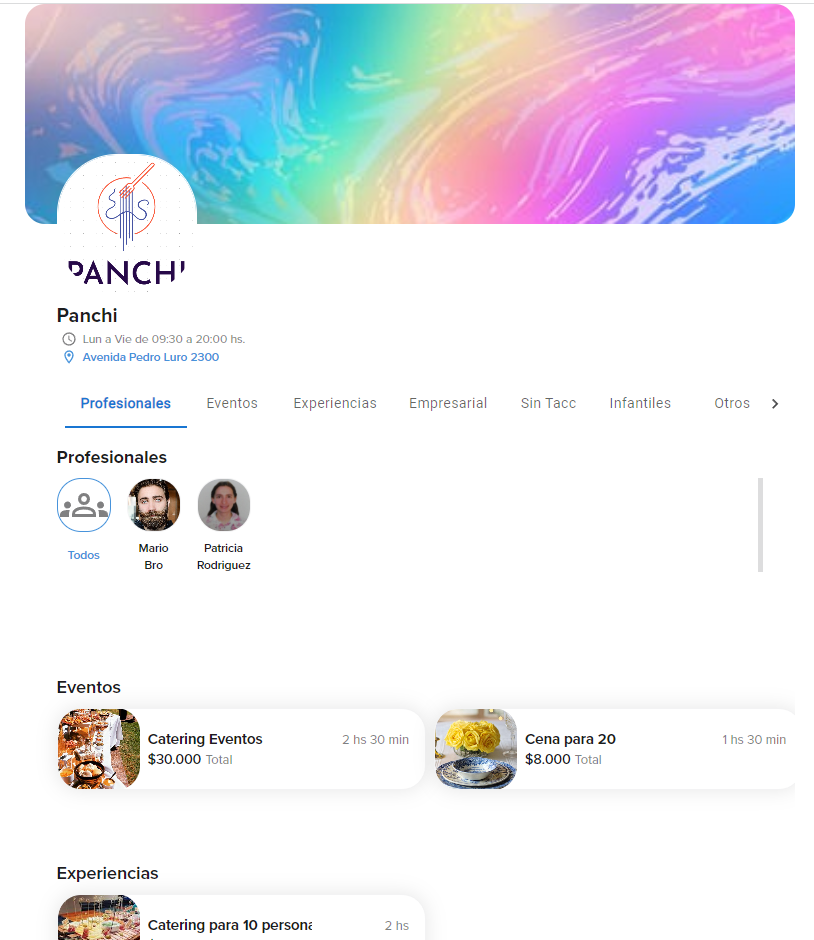 PANCHI
Panchi
Lun a Vie de 09:30 a 20:00 hs.
Avenida Pedro Luro 2300
Profesionales Eventos Experiencias Empresarial Sin Tacc Infantiles Otros
Profesionales
Todos
Mario
Bro
Patricia
Rodriguez
Eventos
Catering Eventos 2 hs 30 min
$30.000 Total
Cena para 20 1 hs 30 min
$8.000 Total
Experiencias
Catering para 10 persona 2 hs